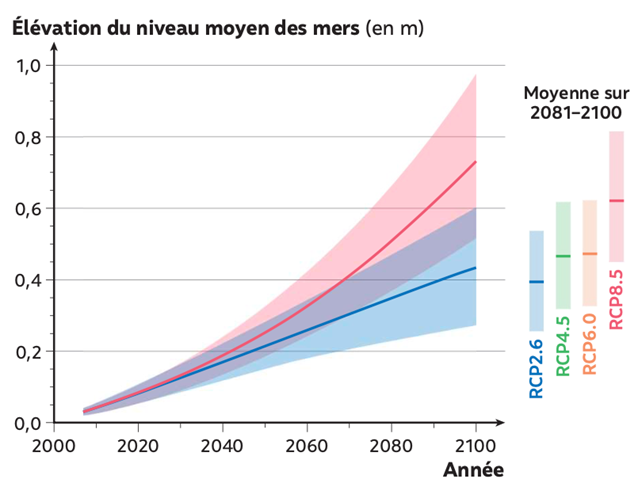 Élévation du niveau moyen des mers (en m)
1,0
0,8
0,6
0,4
0,2
0,0
2000 2020 2040 2060 2080 2100
Année
Moyenne sur
2081–2100
RCP2.6
RCP4.5
RCP6.0
RCP8.5